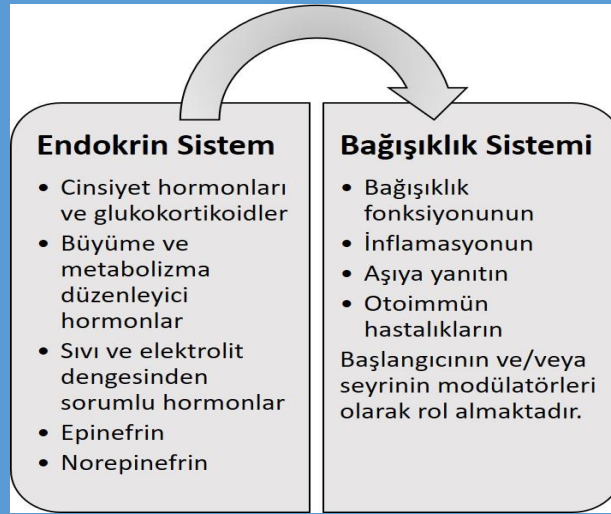 Endokrin Sistem
• Cinsiyet hormonları
ve glukokortikoidler
• Büyüme ve
metabolizma
düzenleyici
hormonlar
• Sıvı ve elektrolit
dengesinden
sorumlu hormonlar
• Epinefrin
• Norepinefrin
Bağışıklık Sistemi
• Bağışıklık
fonksiyonunun
• İnflamasyonun
• Aşıya yanıtın
• Otoimmün
hastalıkların
Başlangıcının ve/veya
seyrinin modülatörleri
olarak rol almaktadır.